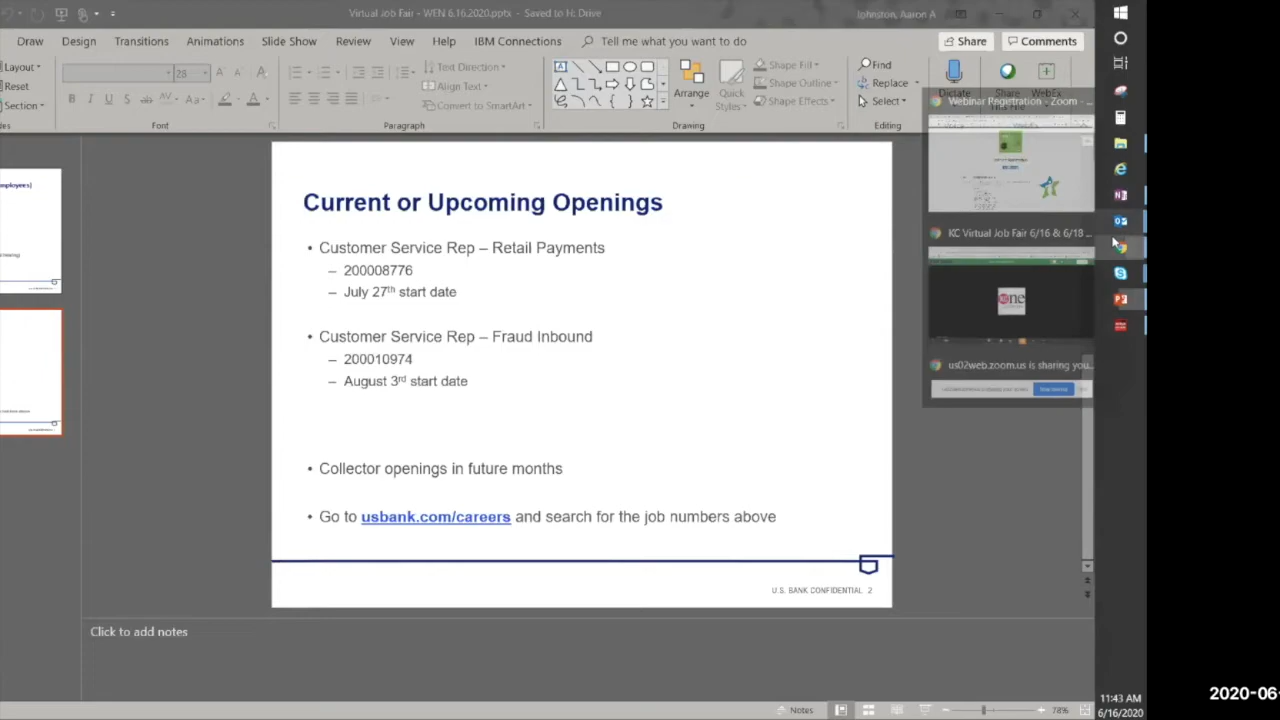 Virtual Job Fair - WEN 6.16.2020.pptx - Saved to H: Drive
Johnston, Aaron A
Draw Design Transitions Animations Slide Show Review View Help IBM Connections Tell me what you want to do Share Comments
Layout
Reset
Section
28
Text Direction
Align Text
Convert to SmartArt
Arrange
Quick
Styles
Shape Fill
Shape Outline
Shape Effects
Find
Replace
Select
Dictate
Share
WebEx
Font Paragraph Drawing Editing
Webinar Registration - Zoom - ...
KC Virtual Job Fair 6/16 & 6/18 ...
one
us02web.zoom.us is sharing you...
Current or Upcoming Openings
• Customer Service Rep – Retail Payments
– 200008776
– July 27th start date
• Customer Service Rep – Fraud Inbound
– 200010974
– August 3rd start date
• Collector openings in future months
• Go to usbank.com/careers and search for the job numbers above
U.S. BANK CONFIDENTIAL 2
Click to add notes
Notes
78%
11:43 AM
6/16/2020
2020-06-